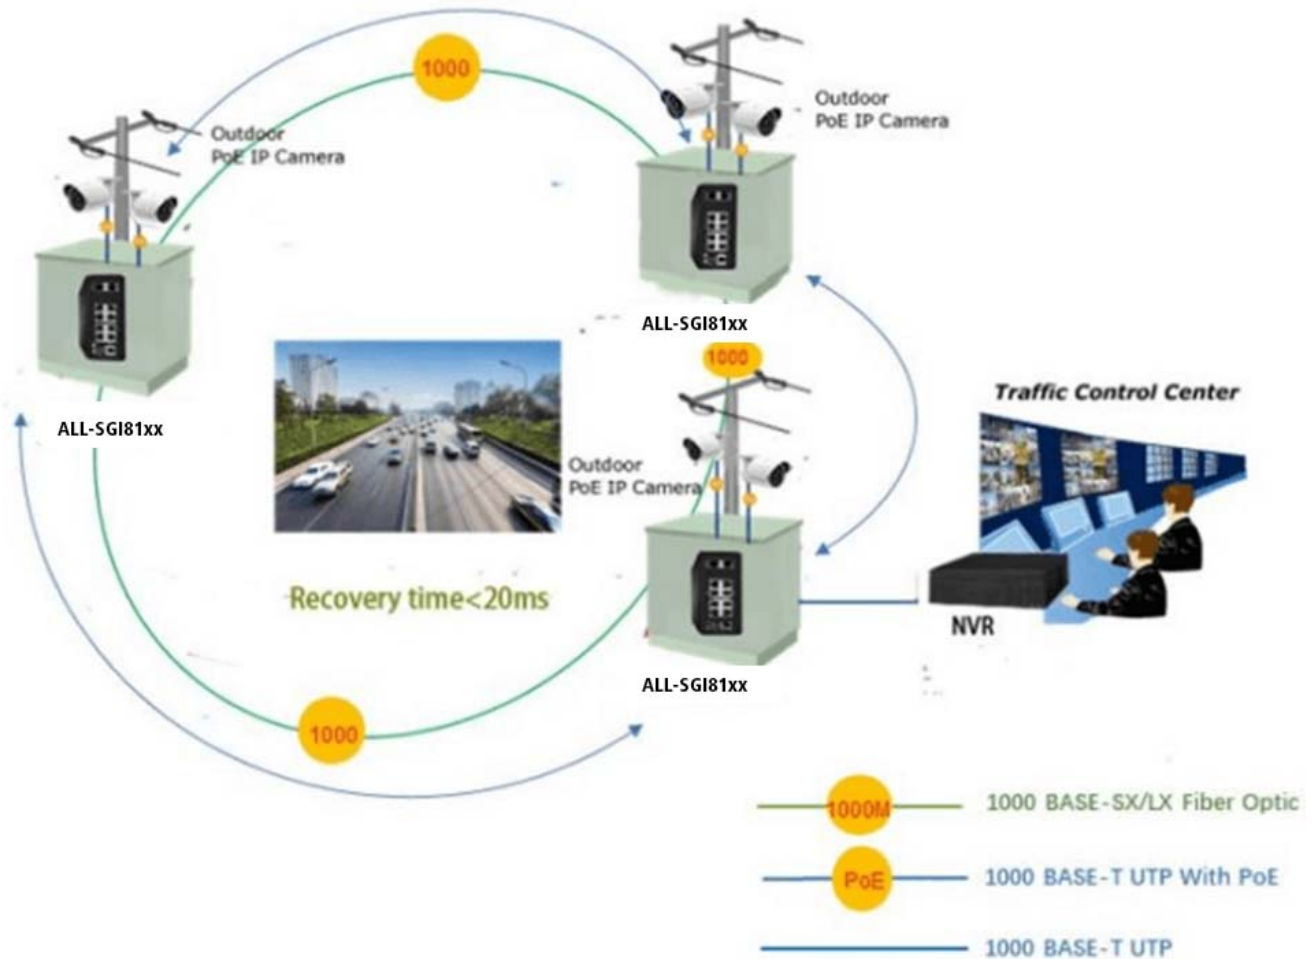 1000
Outdoor
PoE IP Camera
Outdoor
PoE IP Camera
ALL-SGI81xx
1000
ALL-SGI81xx
Traffic Control Center
Outdoor
PoE IP Camera
Recovery time<20ms
NVR
ALL-SGI81xx
1000
1000M
1000 BASE-SX/LX Fiber Optic
PoE
1000 BASE-T UTP With PoE
1000 BASE-T UTP